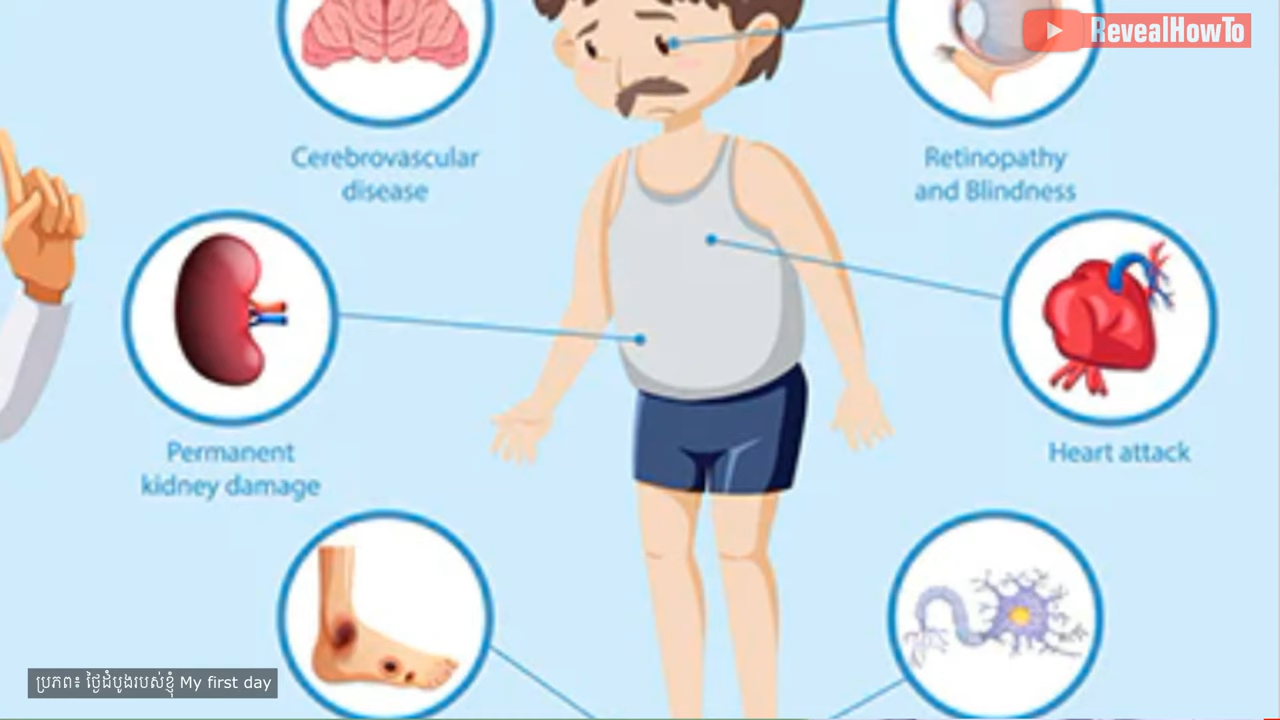 RevealHowTo
Cerebrovascular
disease
Retinopathy
and Blindness
Permanent
kidney damage
Heart attack
ប្រភព៖ ថ្ងៃដំបូងរបស់ខ្ញុំ My first day